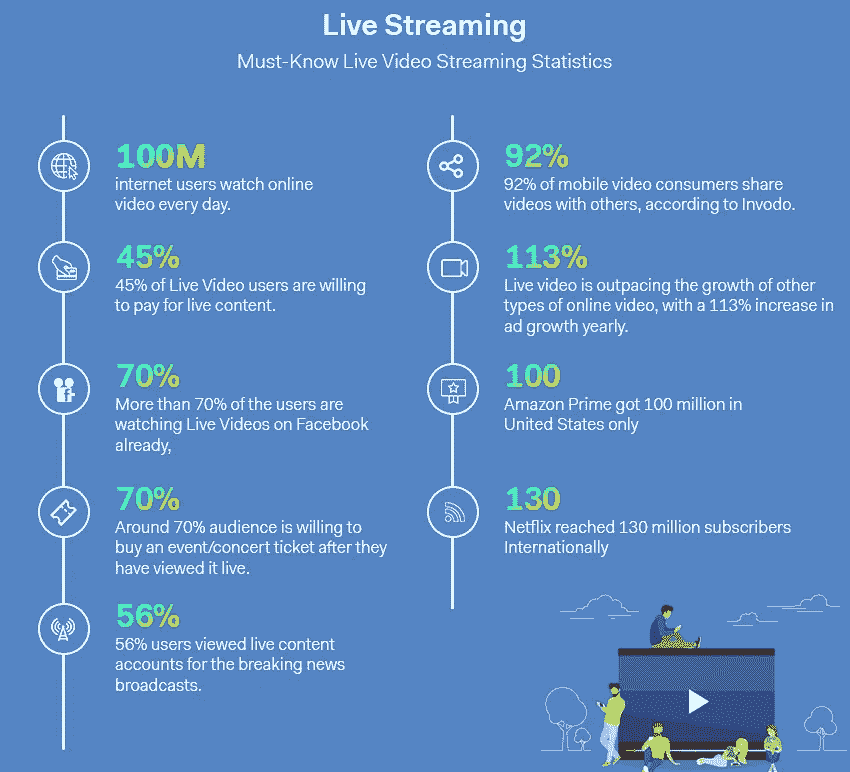 Live Streaming
Must-Know Live Video Streaming Statistics
100M
internet users watch online
video every day.
45%
45% of Live Video users are willing
to pay for live content.
70%
More than 70% of the users are
watching Live Videos on Facebook
already,
70%
Around 70% audience is willing to
buy an event/concert ticket after they
have viewed it live.
56%
56% users viewed live content
accounts for the breaking news
broadcasts.
92%
92% of mobile video consumers share
videos with others, according to Invodo.
113%
Live video is outpacing the growth of other
types of online video, with a 113% increase in
ad growth yearly.
100
Amazon Prime got 100 million in
United States only
130
Netflix reached 130 million subscribers
Internationally